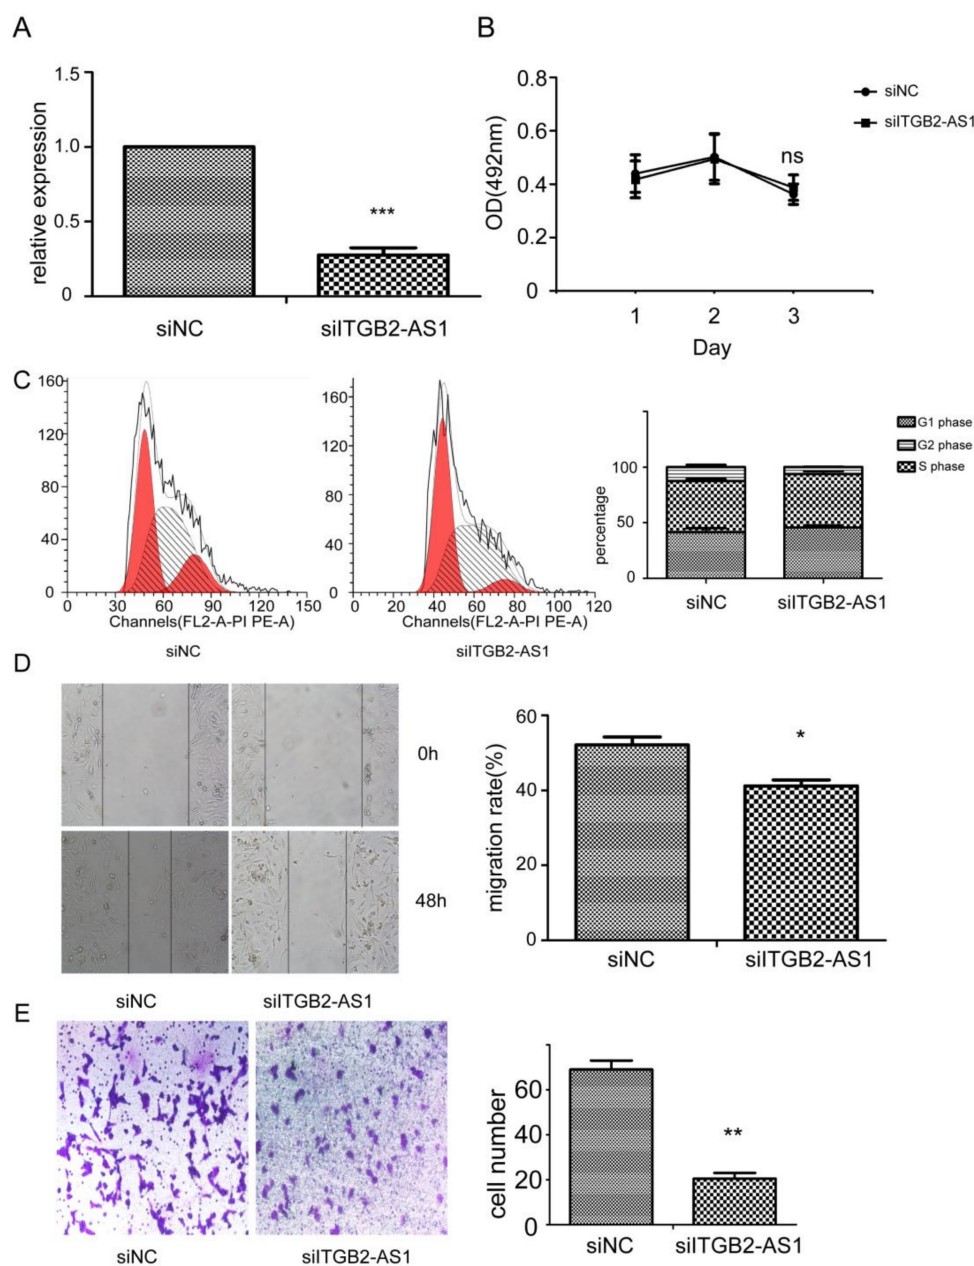 A
relative expression
1.5
1.0
0.5
0
***
siNC
siITGB2-AS1
B
OD(492nm)
0.8
0.6
0.4
0.2
0
ns
1 2 3
Day
siNC
siITGB2-AS1
C
160
120
80
40
0
0 30 60 90 120 150
Channels(FL2-A-PI PE-A)
siNC
160
120
80
40
0
0 20 40 60 80 100 120
Channels(FL2-A-PI PE-A)
siITGB2-AS1
percentage
100
50
0
siNC
siITGB2-AS1
G1 phase
G2 phase
S phase
D
0h
48h
siNC
siITGB2-AS1
migration rate(%)
60
40
20
0
*
siNC
siITGB2-AS1
E
siNC
siITGB2-AS1
cell number
60
40
20
0
**
siNC
siITGB2-AS1